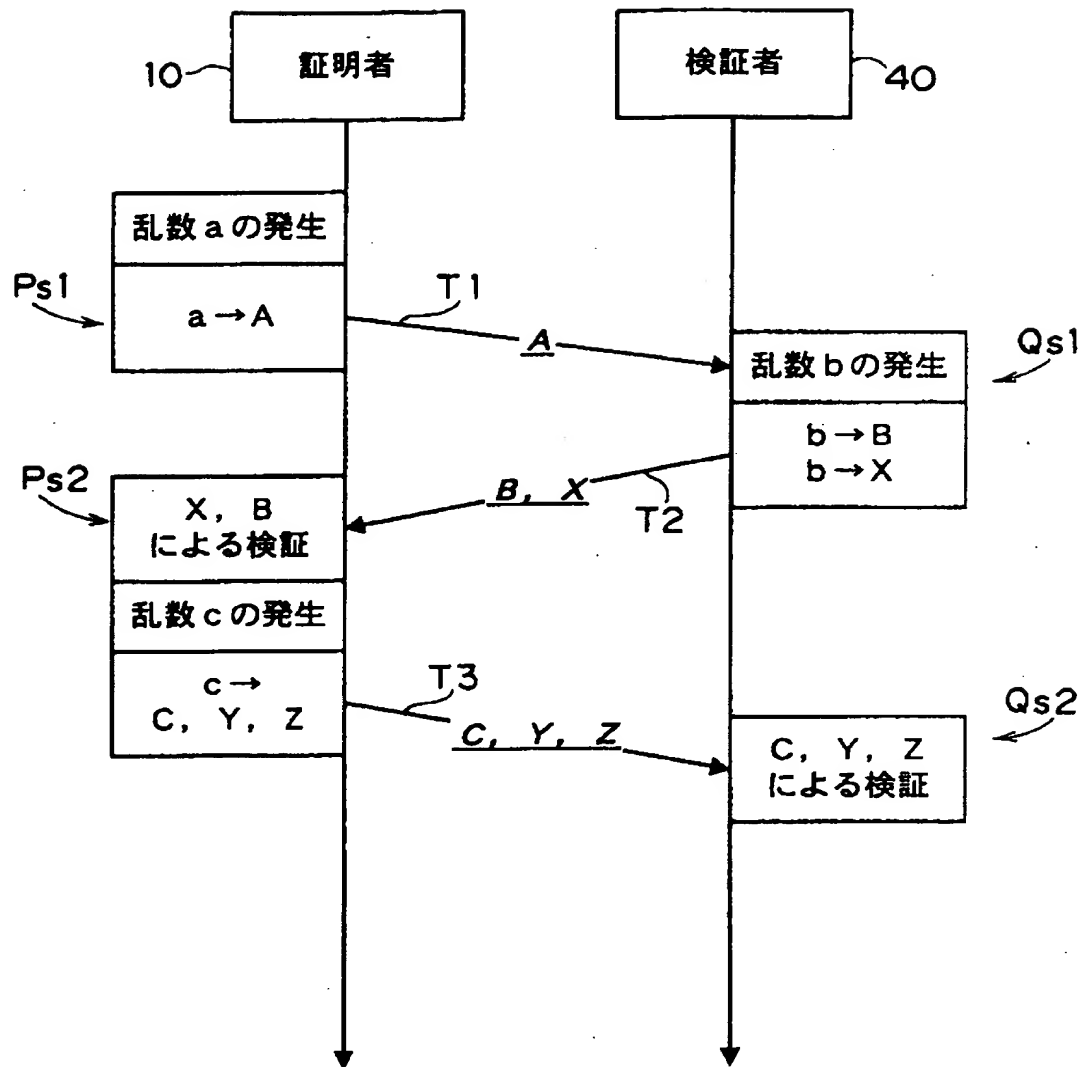 10
証明者
検証者
40
乱数aの発生
Ps1
a→A
T1
A
Qs1
乱数bの発生
b→B
b→X
Ps2
B, X
T2
X, B
による検証
乱数cの発生
c→
C, Y, Z
T3
C, Y, Z
Qs2
C, Y, Z
による検証